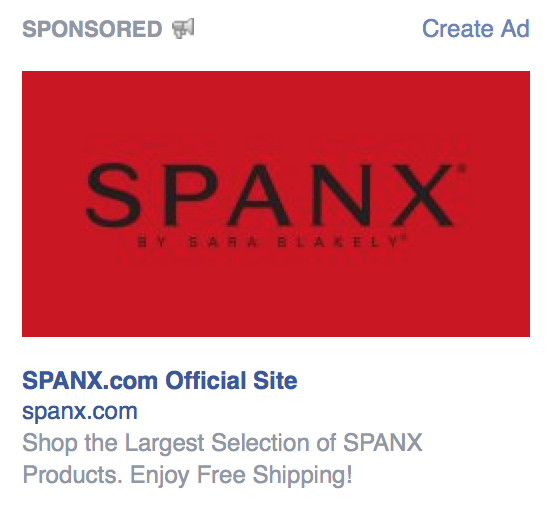 SPONSORED Create Ad
SPANX®
BY SARA BLAKELY®
SPANX.com Official Site
spanx.com
Shop the Largest Selection of SPANX
Products. Enjoy Free Shipping!